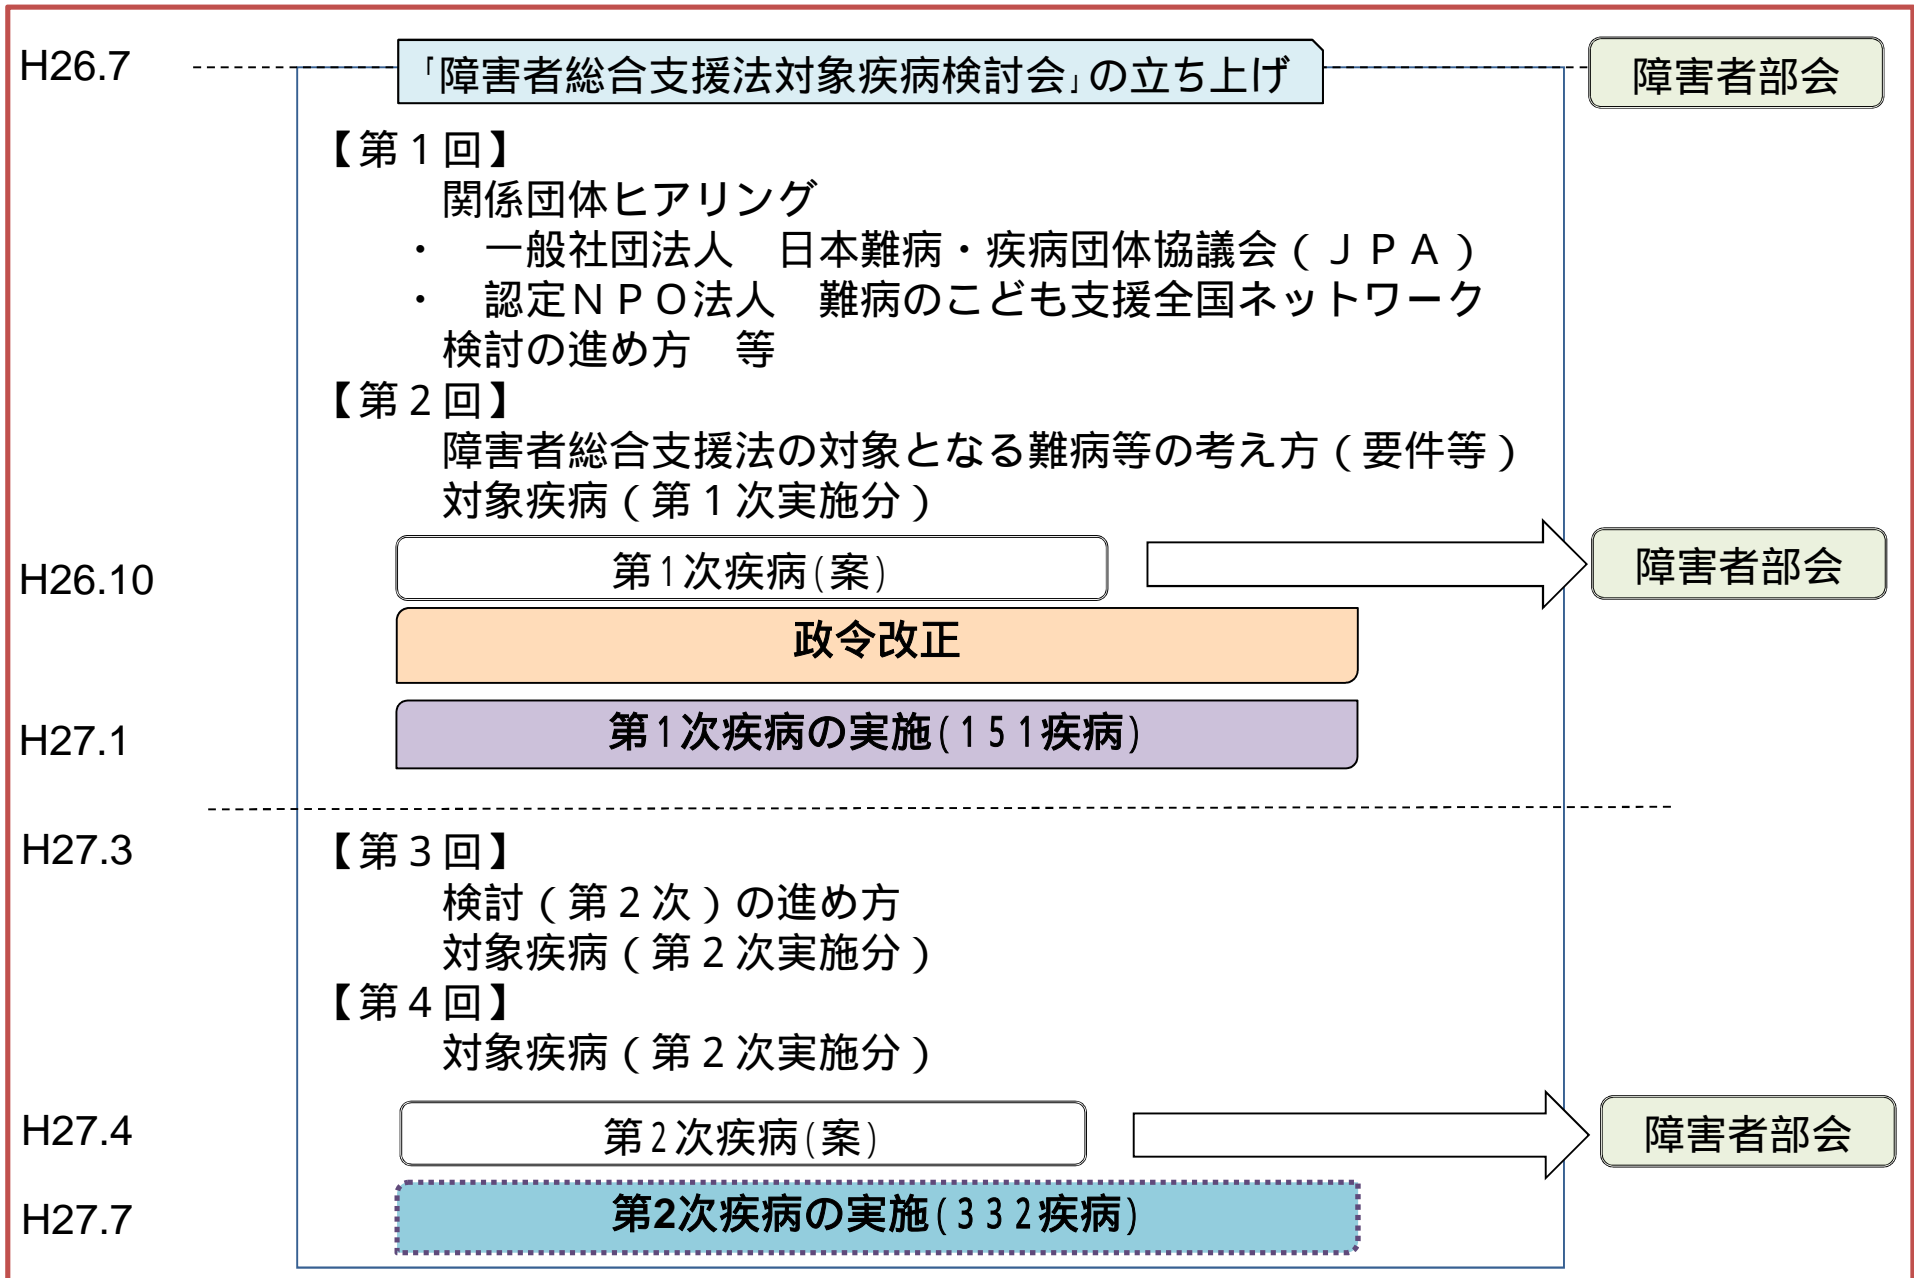 H26.7
「障害者総合支援法対象疾病検討会」の立ち上げ
障害者部会
【第1回】
関係団体ヒアリング
・　一般社団法人　日本難病・疾病団体協議会（JPA）
・　認定NPO法人　難病のこども支援全国ネットワーク
検討の進め方　等
【第2回】
障害者総合支援法の対象となる難病等の考え方（要件等）
対象疾病（第1次実施分）
H26.10
第1次疾病(案)
障害者部会
政令改正
H27.1
第1次疾病の実施(151疾病)
H27.3
【第3回】
検討（第2次）の進め方
対象疾病（第2次実施分）
【第4回】
対象疾病（第2次実施分）
H27.4
第2次疾病(案)
障害者部会
H27.7
第2次疾病の実施(332疾病)